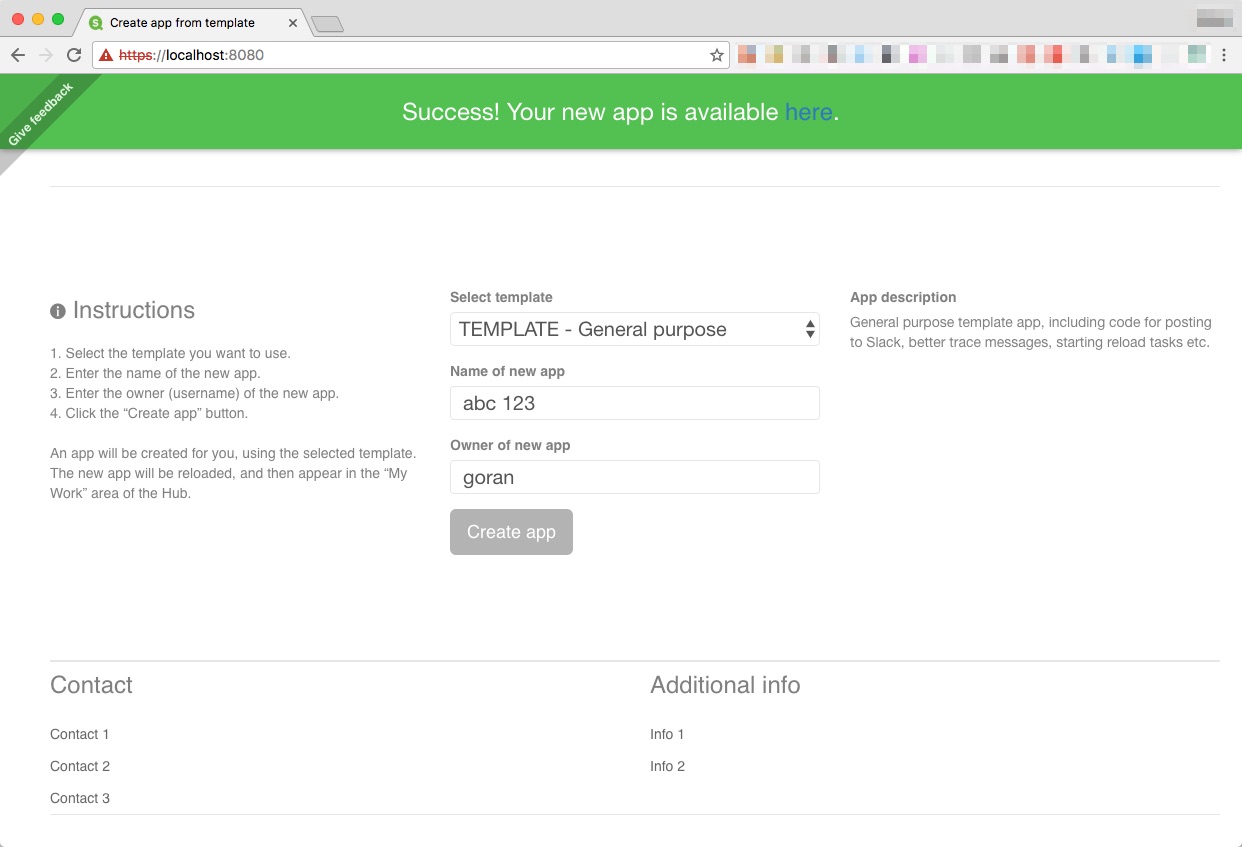 Create app from template
https://localhost:8080
Give feedback
Success! Your new app is available here.
Instructions
1. Select the template you want to use.
2. Enter the name of the new app.
3. Enter the owner (username) of the new app.
4. Click the “Create app” button.
An app will be created for you, using the selected template.
The new app will be reloaded, and then appear in the “My
Work” area of the Hub.
Select template
TEMPLATE - General purpose
Name of new app
abc 123
Owner of new app
goran
Create app
App description
General purpose template app, including code for posting
to Slack, better trace messages, starting reload tasks etc.
Contact
Contact 1
Contact 2
Contact 3
Additional info
Info 1
Info 2